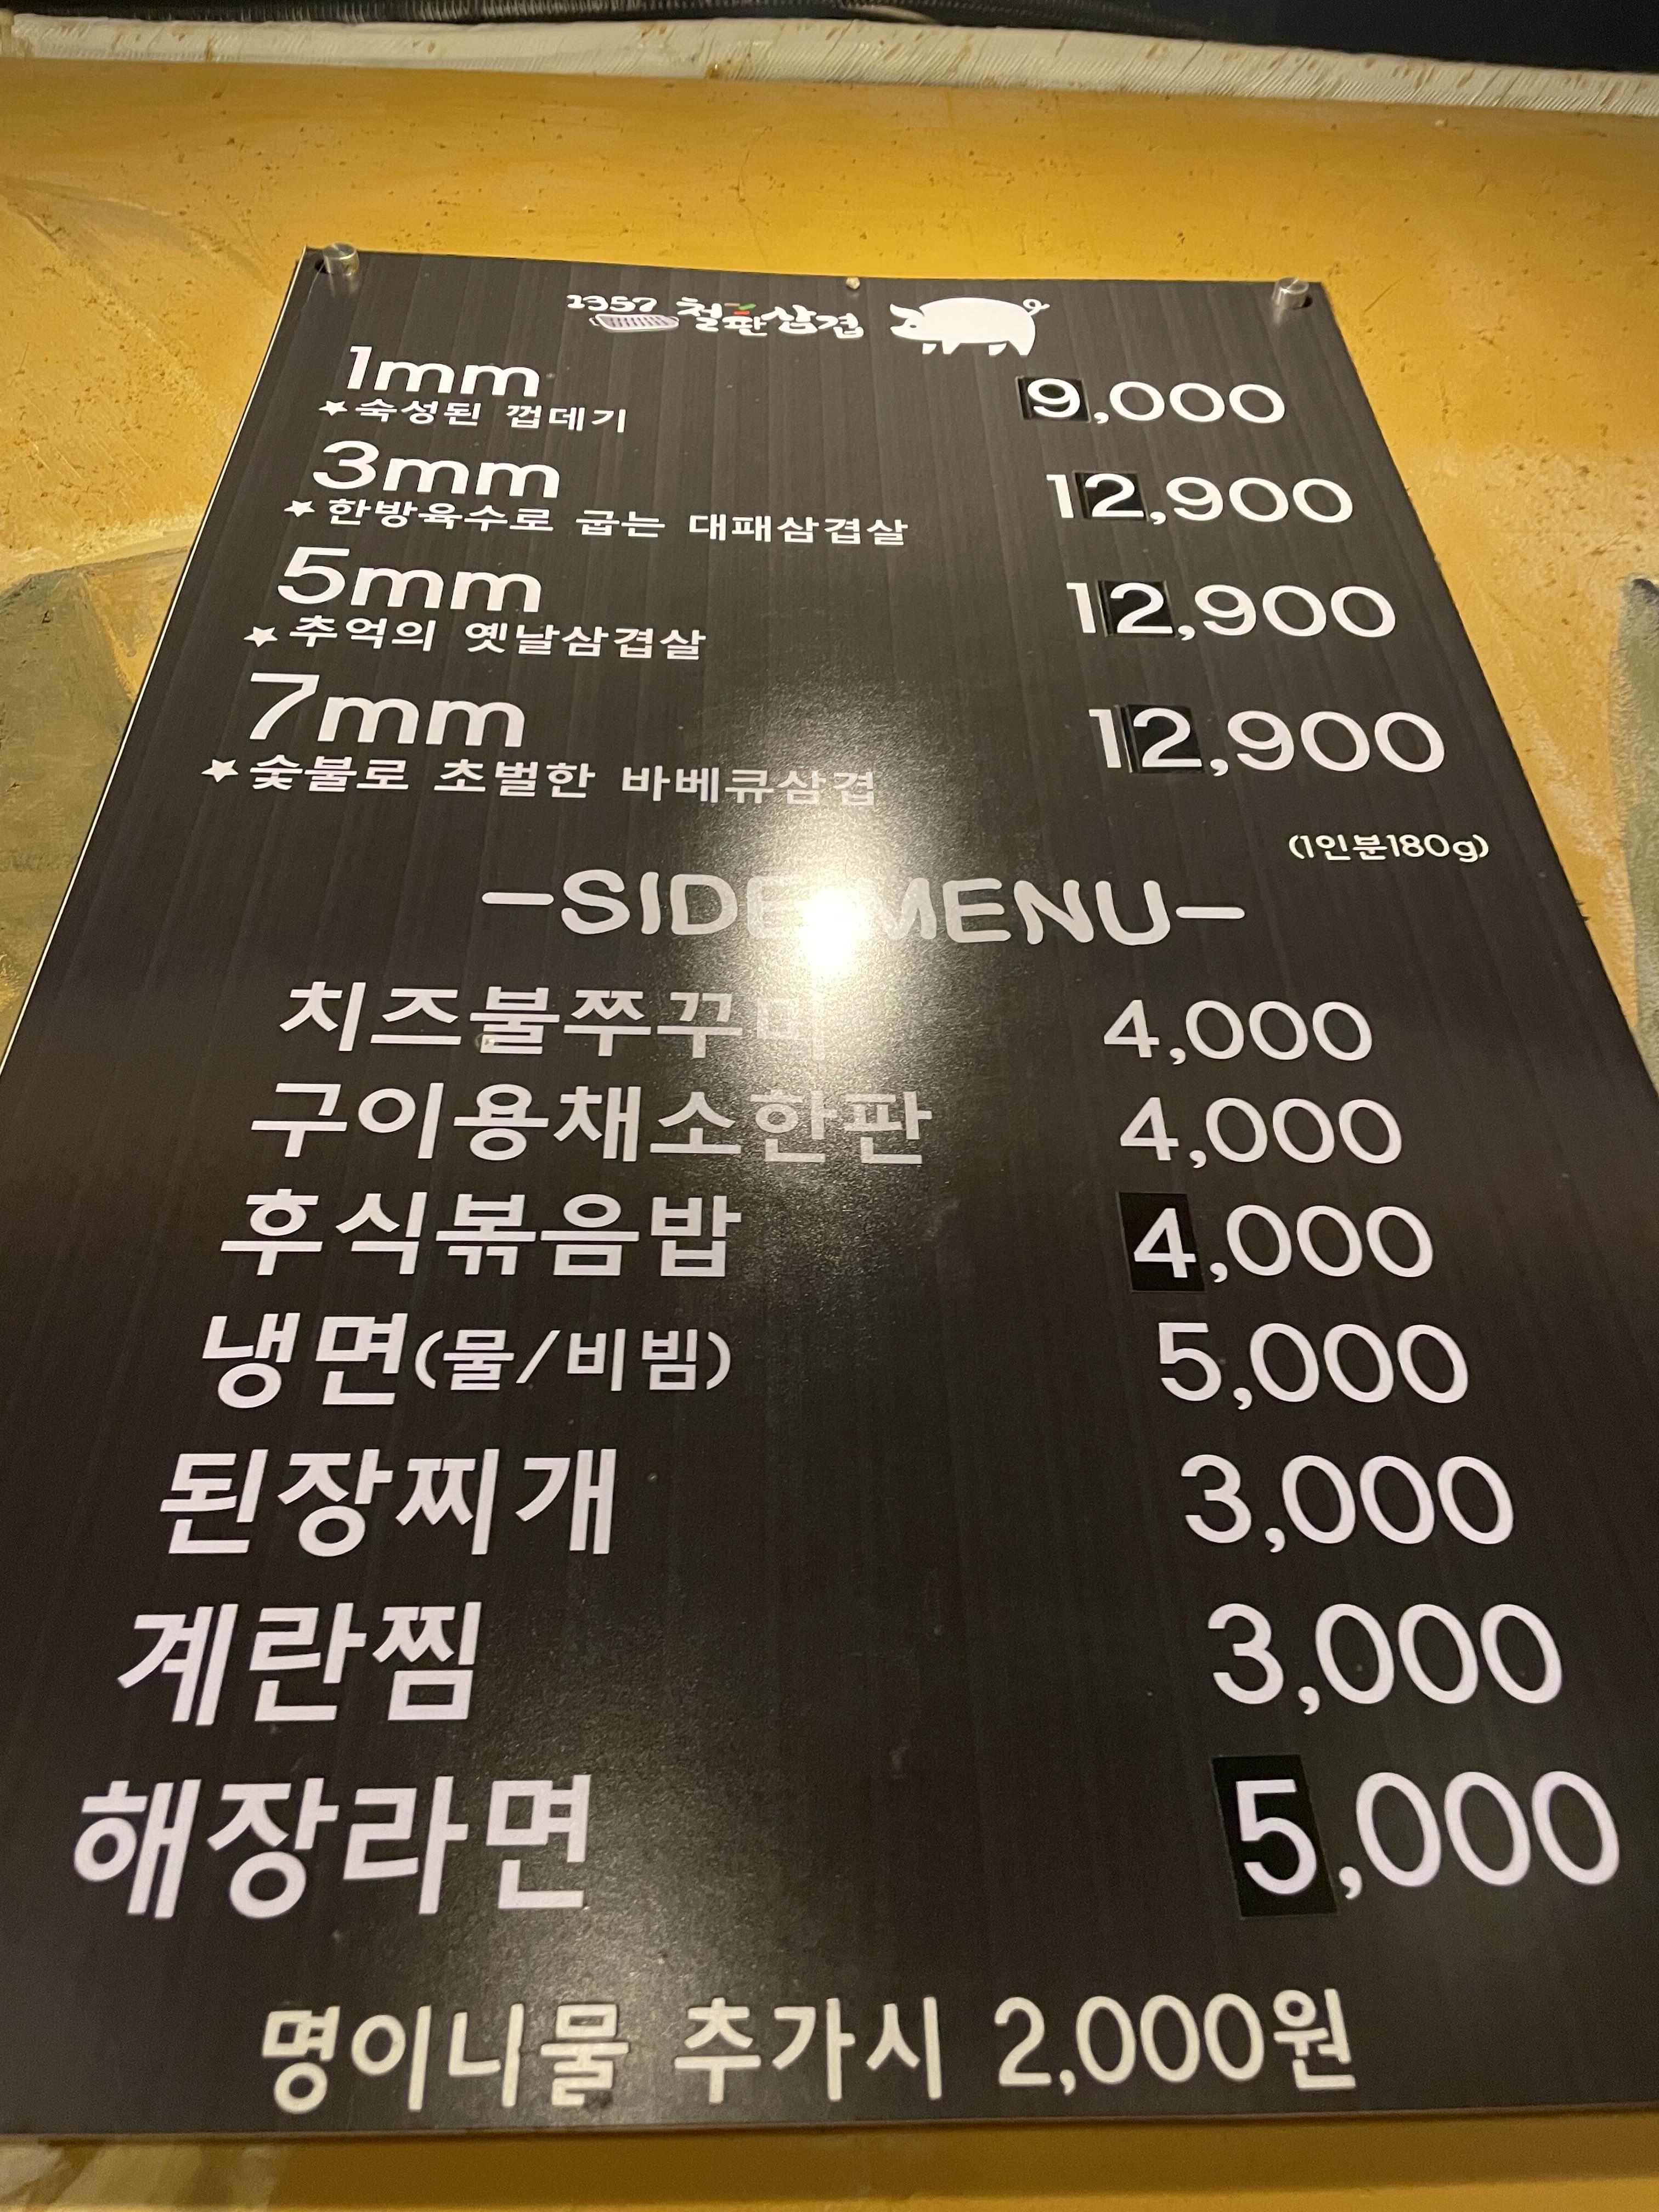 1357 철판삼겹
1mm 9,000
★숙성된 껍데기
3mm 12,900
★한방육수로 굽는 대패삼겹살
5mm 12,900
★추억의 옛날삼겹살
7mm 12,900
★숯불로 초벌한 바베큐삼겹
(1인분180g)
-SIDE MENU-
치즈불쭈꾸미 4,000
구이용채소한판 4,000
후식볶음밥 4,000
냉면(물/비빔) 5,000
된장찌개 3,000
계란찜 3,000
해장라면 5,000
명이나물 추가시 2,000원